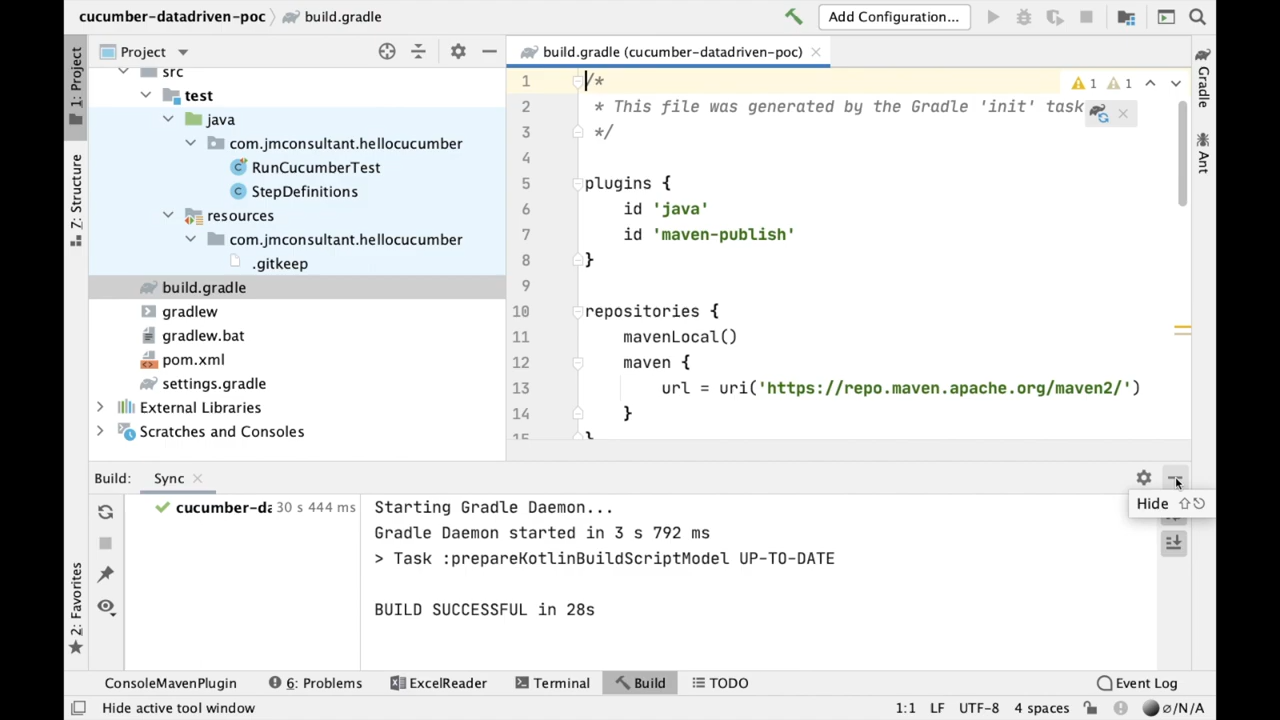 cucumber-datadriven-poc > build.gradle
Add Configuration...
1: Project
Z: Structure
2: Favorites
Project
src
test
java
com.jmconsultant.hellocucumber
RunCucumberTest
StepDefinitions
resources
com.jmconsultant.hellocucumber
.gitkeep
build.gradle
gradlew
gradlew.bat
pom.xml
settings.gradle
External Libraries
Scratches and Consoles
build.gradle (cucumber-datadriven-poc)
1 /*
2 * This file was generated by the Gradle 'init' task
3 */
4
5 plugins {
6 id 'java'
7 id 'maven-publish'
8 }
9
10 repositories {
11 mavenLocal()
12 maven {
13 url = uri('https://repo.maven.apache.org/maven2/')
14 }
15 }
1 1
Gradle
Ant
Build: Sync
cucumber-da 30 s 444 ms
Starting Gradle Daemon...
Gradle Daemon started in 3 s 792 ms
> Task :prepareKotlinBuildScriptModel UP-TO-DATE
BUILD SUCCESSFUL in 28s
Hide ⇧⎋
ConsoleMavenPlugin 6: Problems ExcelReader Terminal Build TODO Event Log
Hide active tool window 1:1 LF UTF-8 4 spaces ⌀/N/A